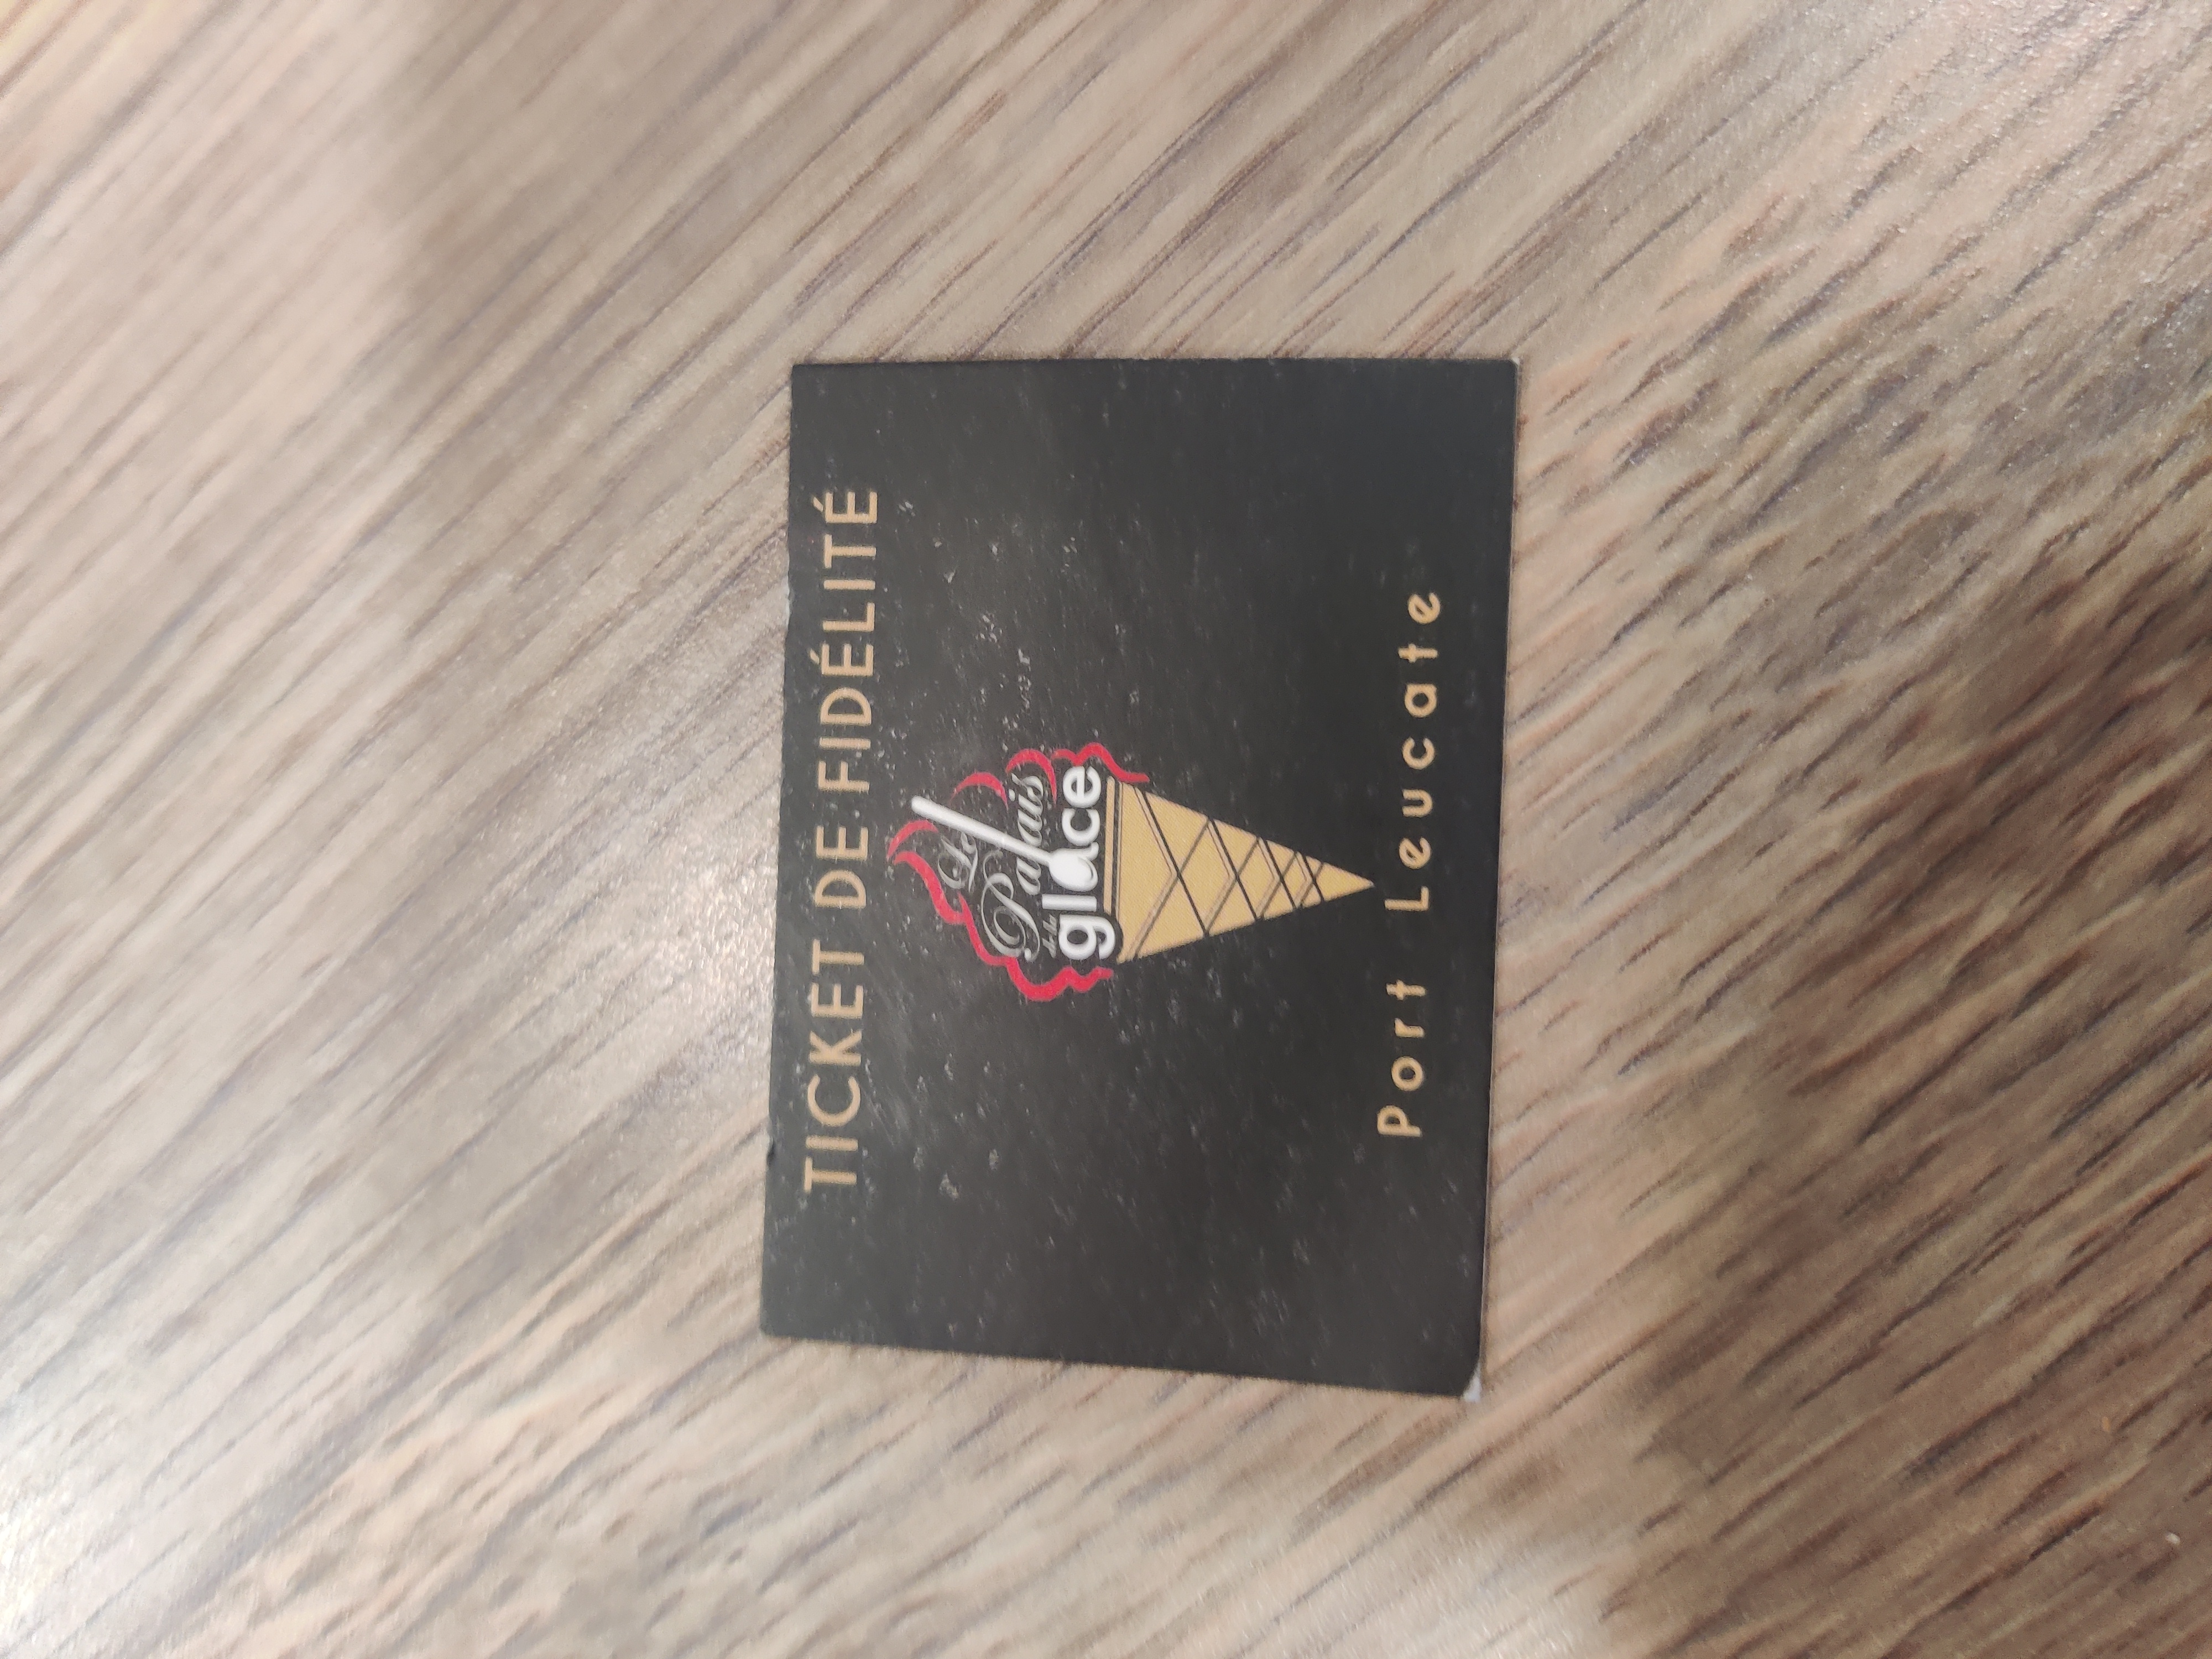 TICKET DE FIDÉLITÉ
Le
Palais
de la
glace
Port Leucate